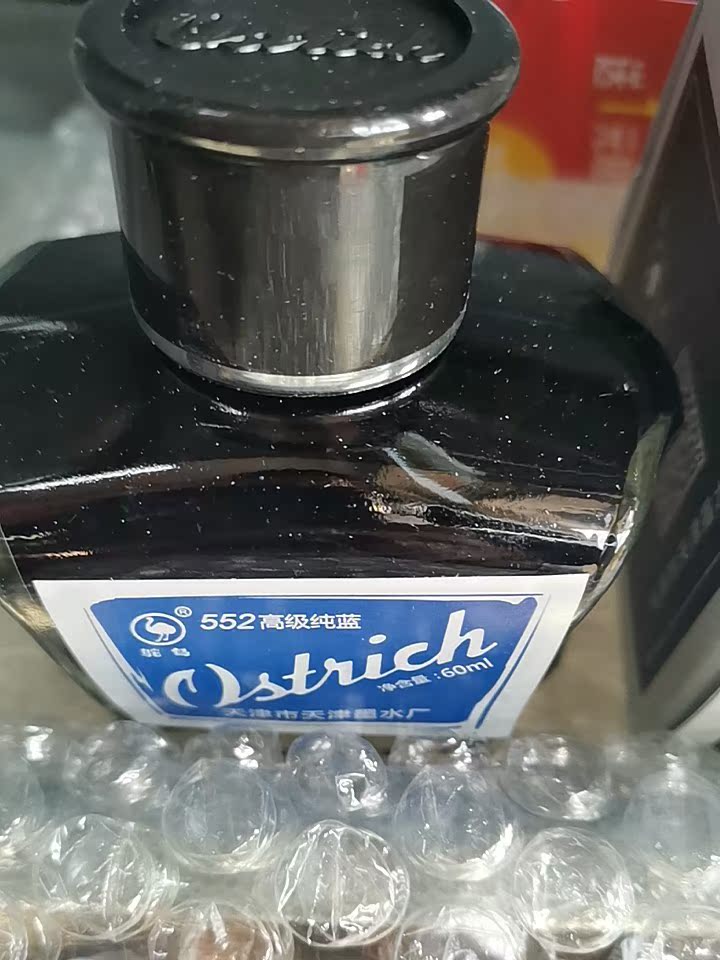 Ostrich
® 552高级纯蓝
鸵鸟
Ostrich
净含量:60ml
天津市天津墨水厂